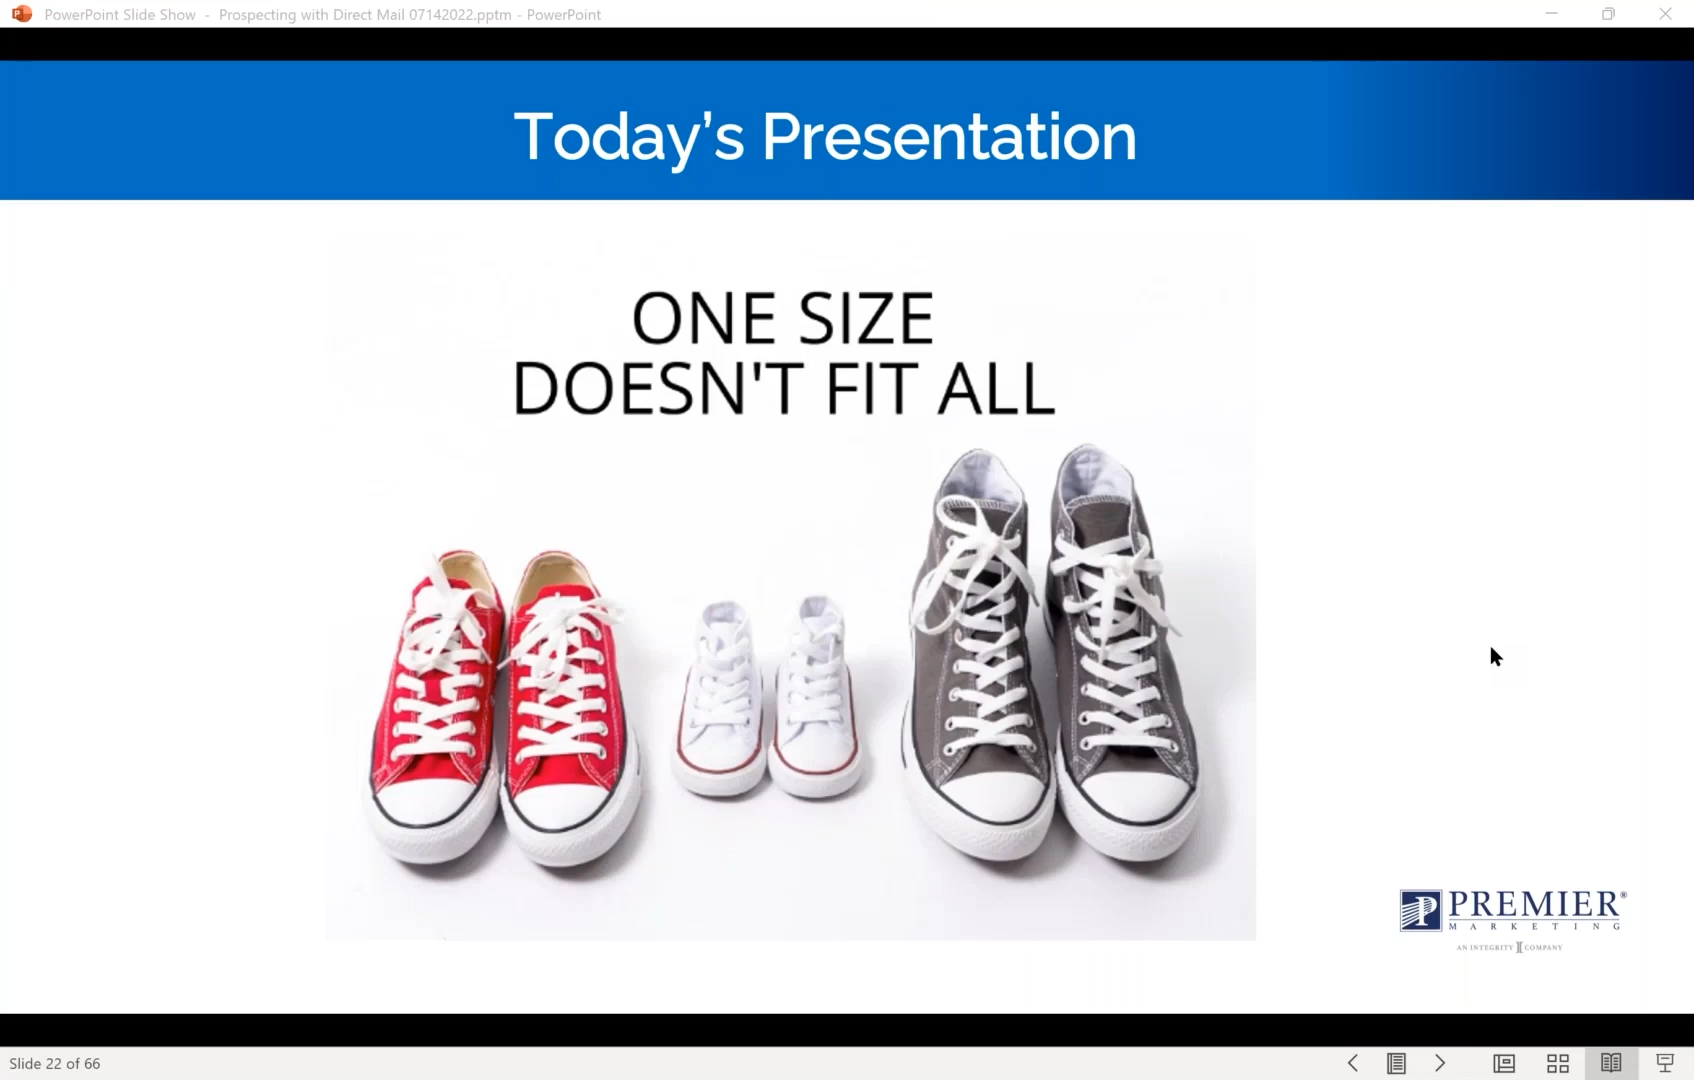 PowerPoint Slide Show - Prospecting with Direct Mail 07142022.pptm - PowerPoint
Today's Presentation
ONE SIZE
DOESN'T FIT ALL
PREMIER®
MARKETING
AN INTEGRITY COMPANY
Slide 22 of 66